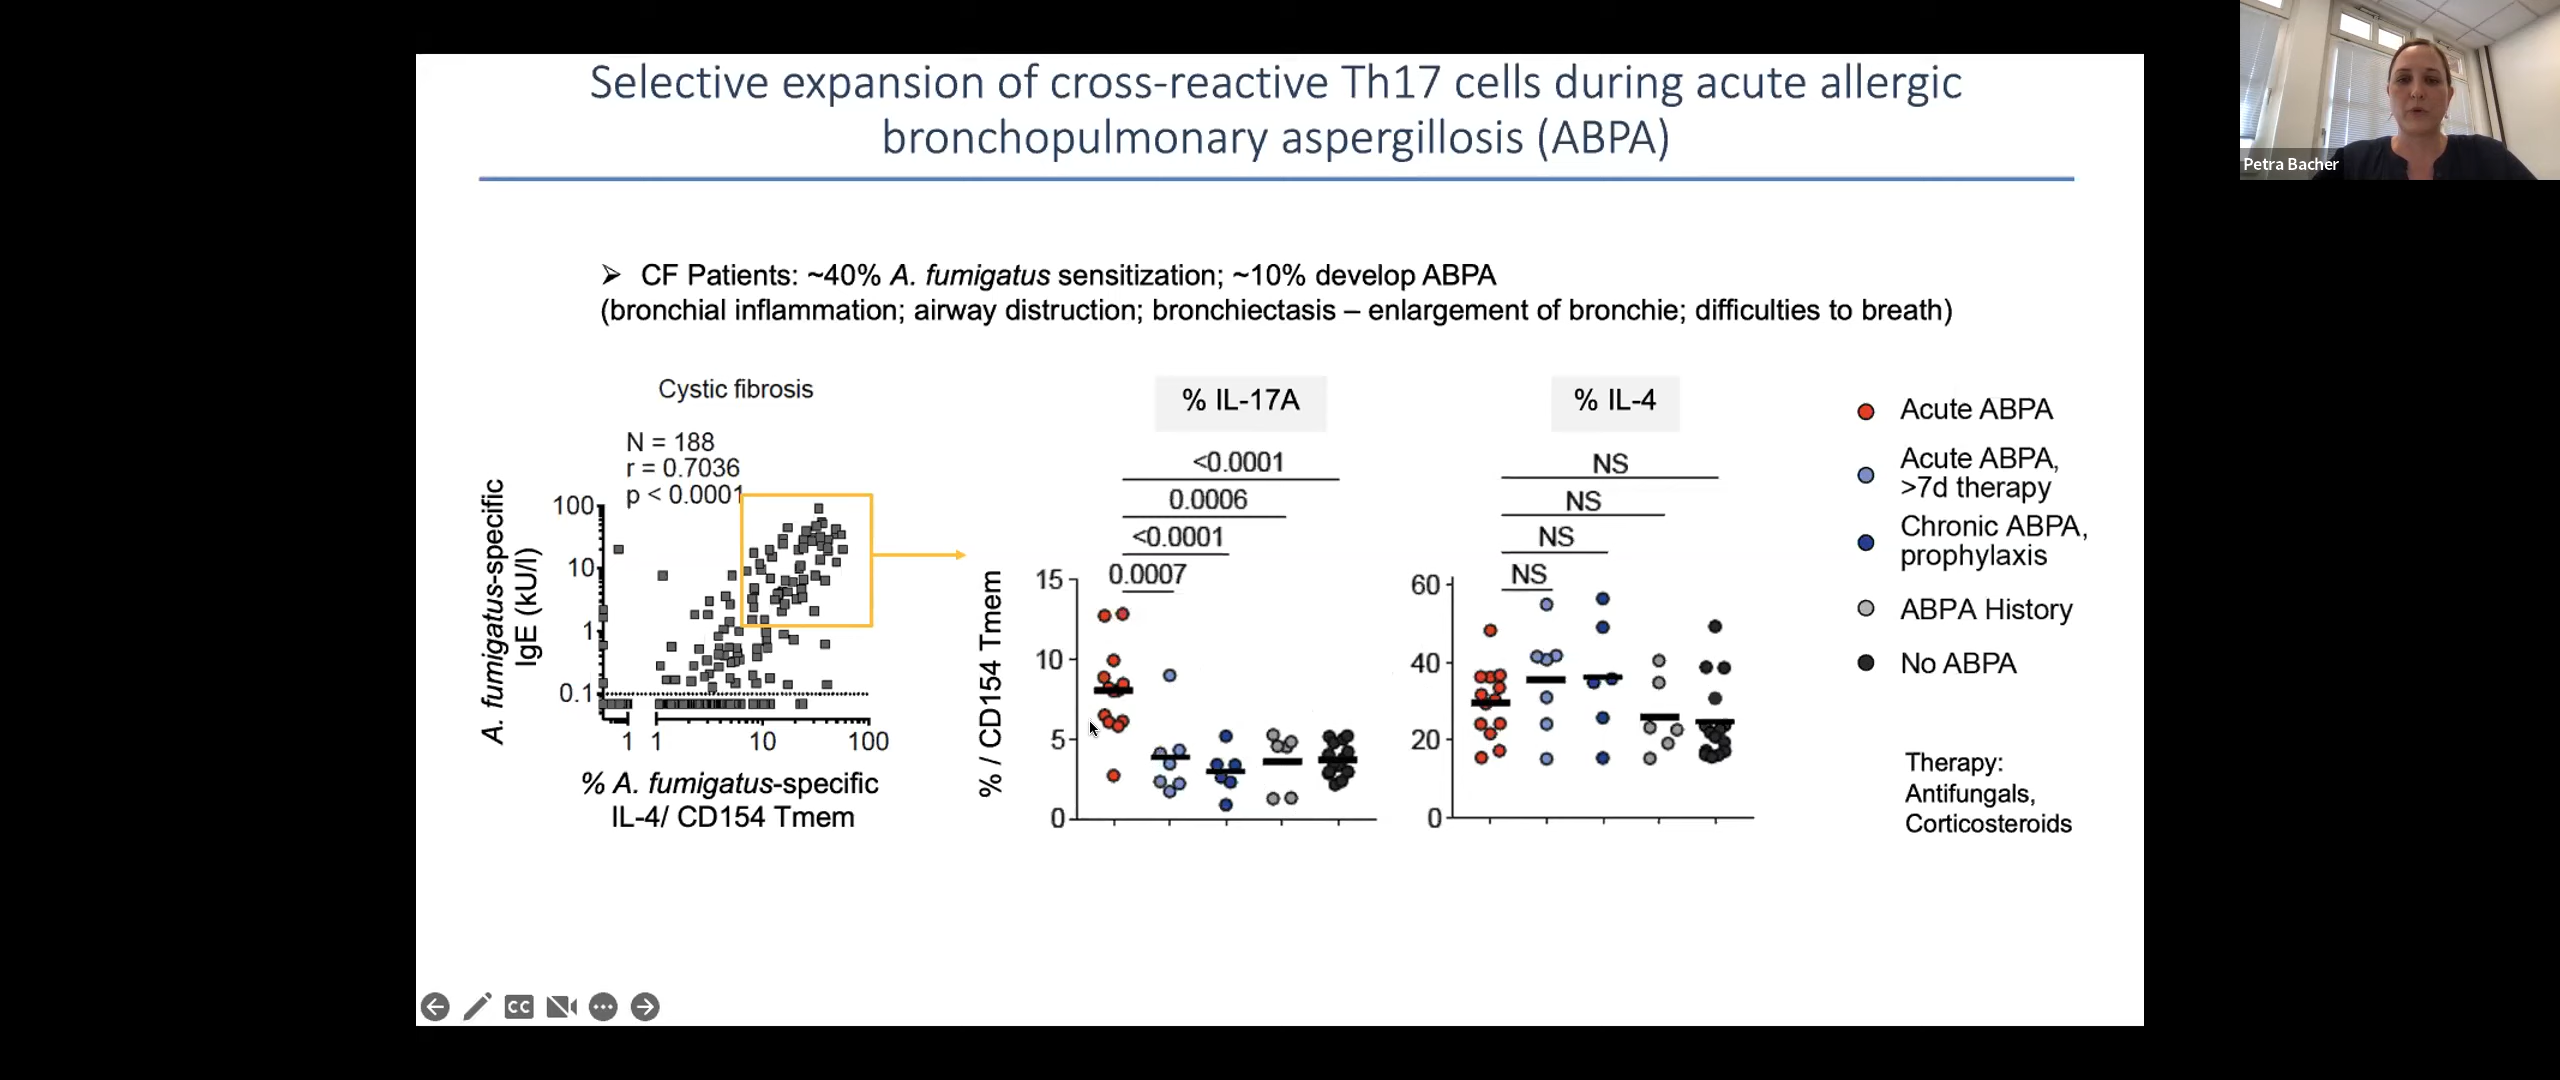 Selective expansion of cross-reactive Th17 cells during acute allergic
bronchopulmonary aspergillosis (ABPA)
Petra Bacher
➢ CF Patients: ~40% A. fumigatus sensitization; ~10% develop ABPA
(bronchial inflammation; airway distruction; bronchiectasis – enlargement of bronchie; difficulties to breath)
Cystic fibrosis
N = 188
r = 0.7036
p < 0.0001
A. fumigatus-specific
IgE (kU/l)
100
10
1
0.1
1 1 10 100
% A. fumigatus-specific
IL-4/ CD154 Tmem
% IL-17A
<0.0001
0.0006
<0.0001
0.0007
% / CD154 Tmem
15
10
5
0
% IL-4
NS
NS
NS
NS
60
40
20
0
Acute ABPA
Acute ABPA,
>7d therapy
Chronic ABPA,
prophylaxis
ABPA History
No ABPA
Therapy:
Antifungals,
Corticosteroids
CC